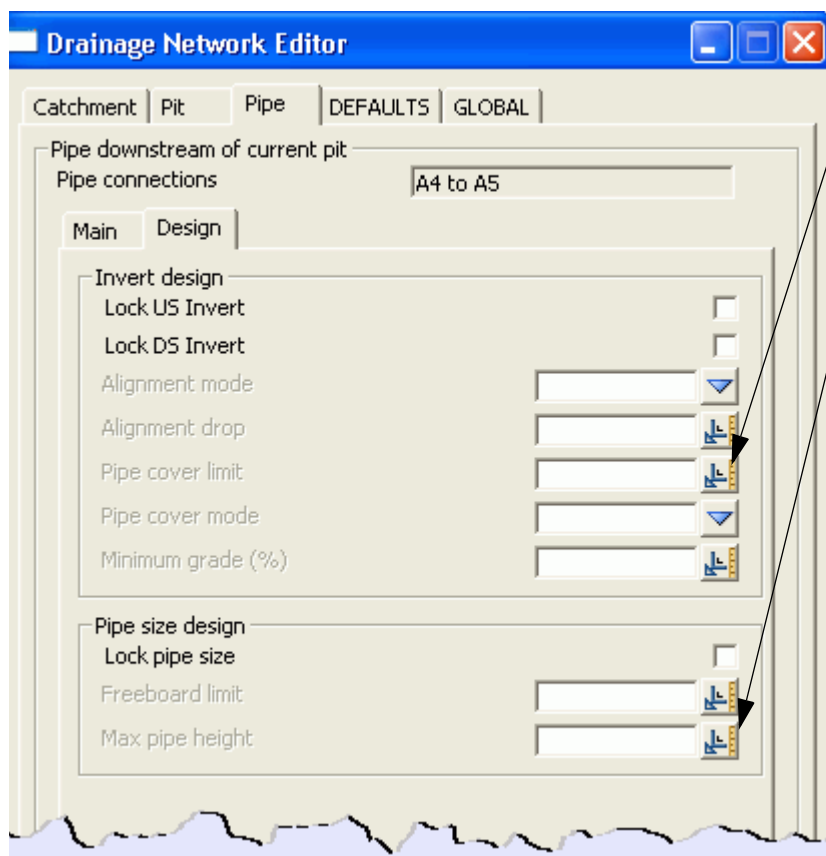 Drainage Network Editor
Catchment Pit Pipe DEFAULTS GLOBAL
Pipe downstream of current pit
Pipe connections A4 to A5
Main Design
Invert design
Lock US Invert
Lock DS Invert
Alignment mode
Alignment drop
Pipe cover limit
Pipe cover mode
Minimum grade (%)
Pipe size design
Lock pipe size
Freeboard limit
Max pipe height